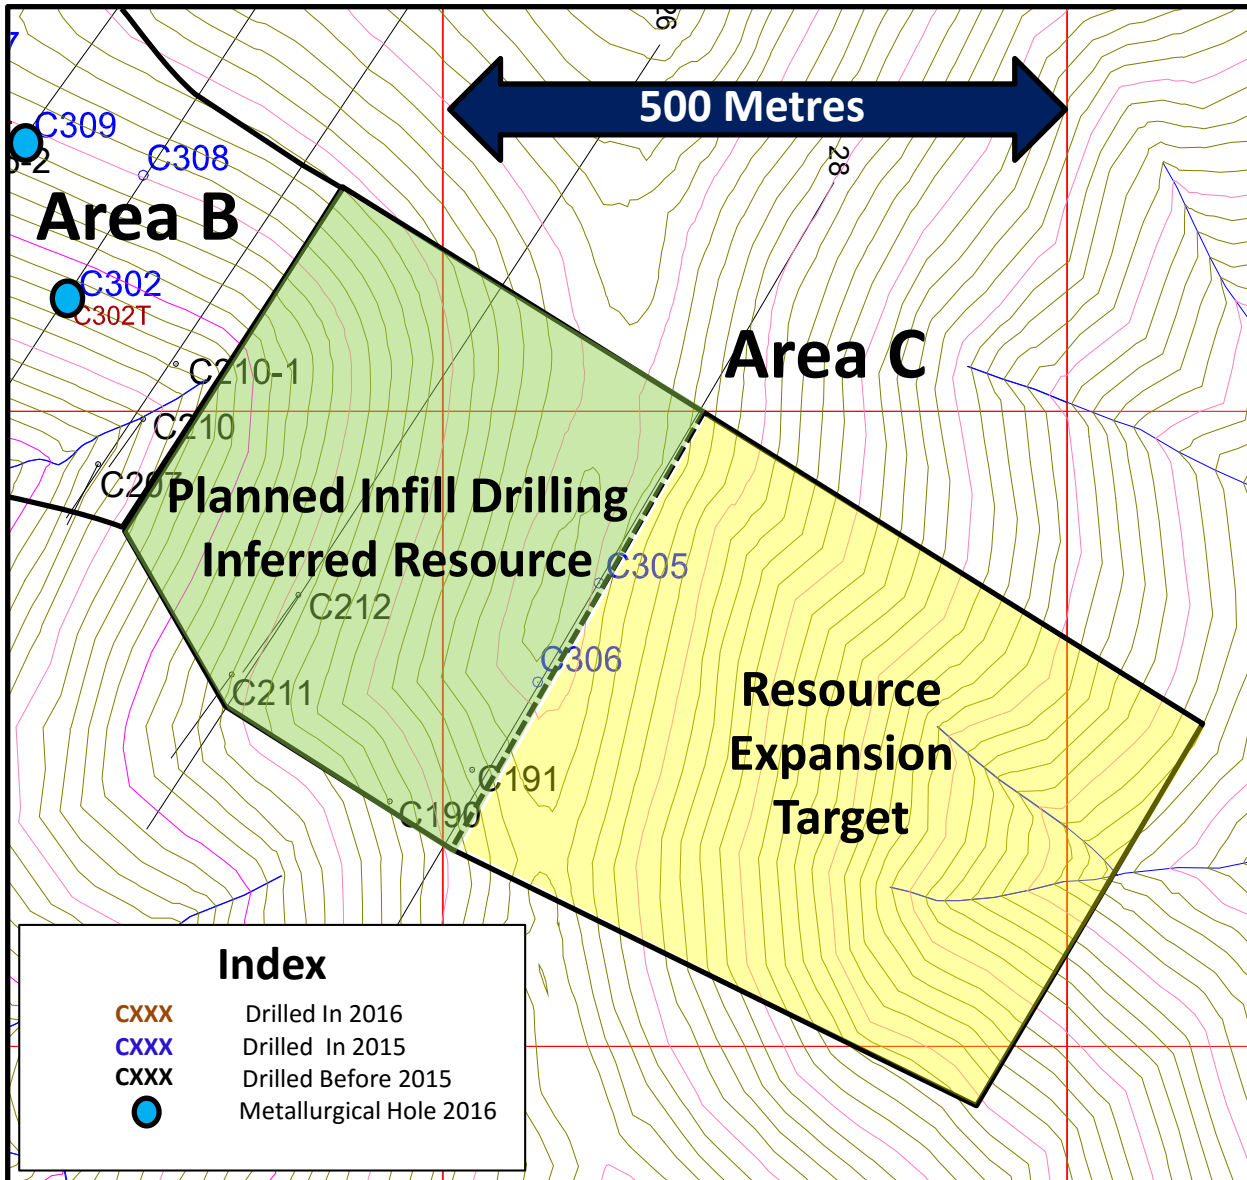 26
7
500 Metres
C309
C308
28
-2
Area B
C302
C302T
Area C
C210-1
C210
C207
Planned Infill Drilling
Inferred Resource
C305
C212
C306
C211
Resource
Expansion
Target
C191
C190
Index
CXXX Drilled In 2016
CXXX Drilled In 2015
CXXX Drilled Before 2015
Metallurgical Hole 2016